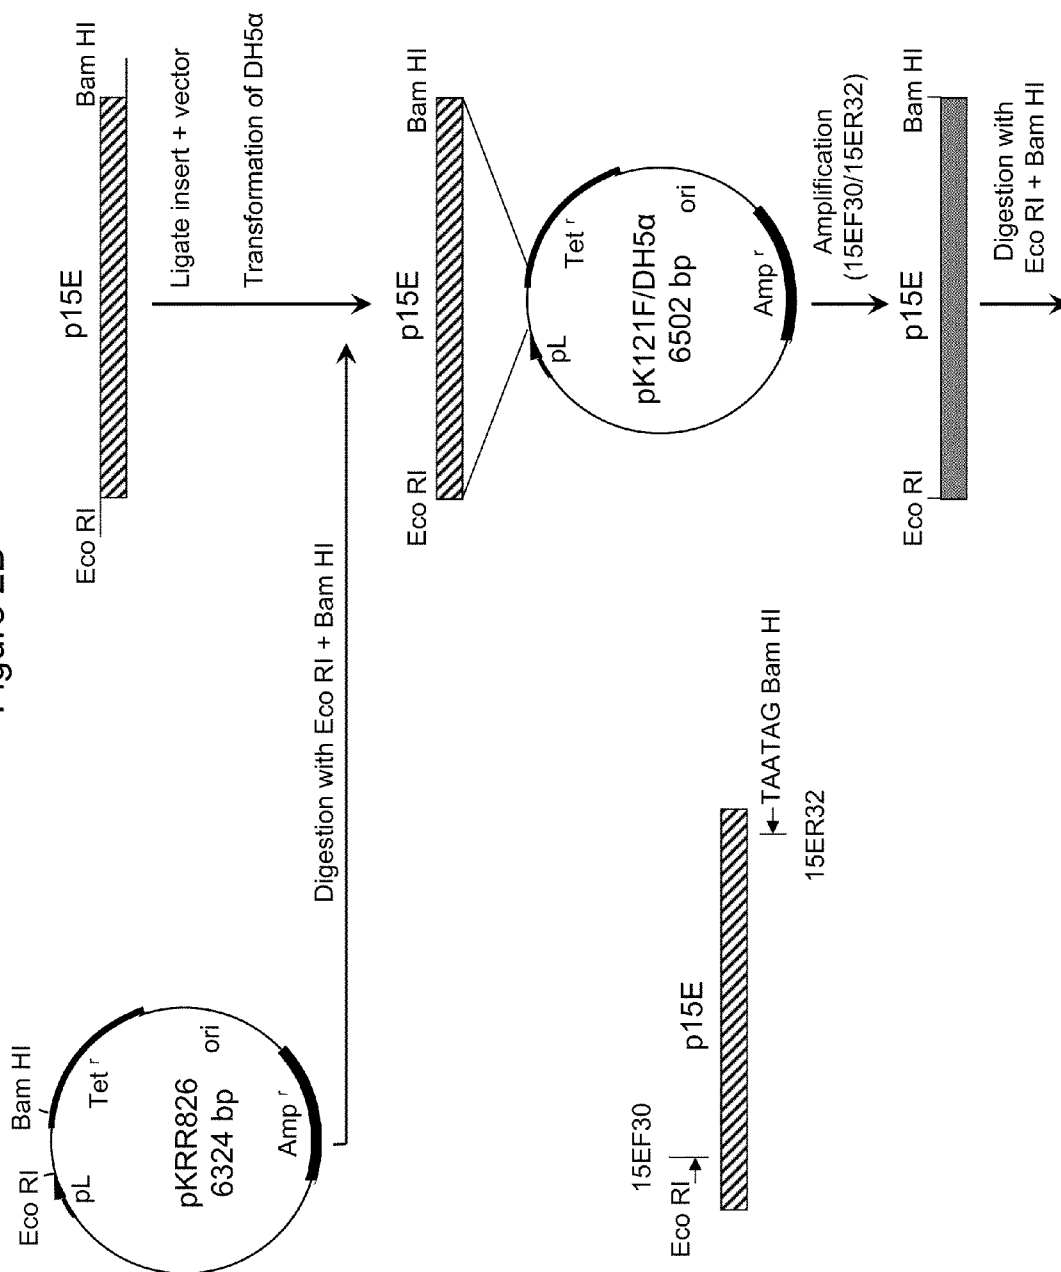 Figure 2B
Eco RI
Bam HI
pL
Tet r
pKRR826
6324 bp
ori
Amp r
Digestion with Eco RI + Bam HI
Eco RI
p15E
Bam HI
Ligate insert + vector
Transformation of DH5α
Eco RI
p15E
Bam HI
pL
Tet r
pK121F/DH5α
6502 bp
ori
Amp r
15EF30
Eco RI
p15E
TAATAG Bam HI
15ER32
Amplification
(15EF30/15ER32)
Eco RI
p15E
Bam HI
Digestion with
Eco RI + Bam HI